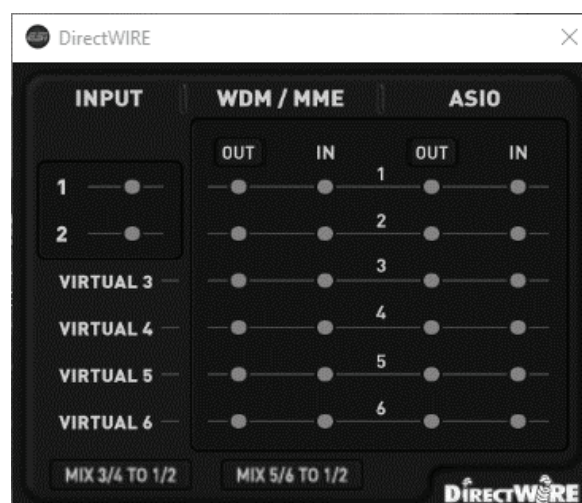 DirectWIRE
INPUT WDM / MME ASIO
OUT IN OUT IN
1 1
2 2
VIRTUAL 3 3
VIRTUAL 4 4
VIRTUAL 5 5
VIRTUAL 6 6
MIX 3/4 TO 1/2 MIX 5/6 TO 1/2
DIRECTWIRE